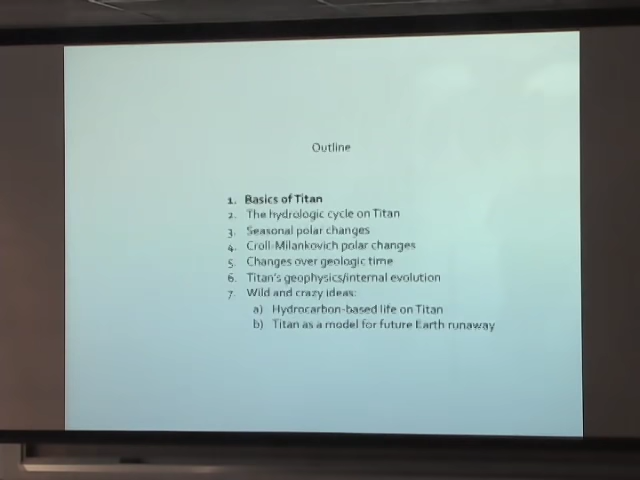 Outline
1. Basics of Titan
2. The hydrologic cycle on Titan
3. Seasonal polar changes
4. Croll-Milankovich polar changes
5. Changes over geologic time
6. Titan's geophysics/internal evolution
7. Wild and crazy ideas:
a) Hydrocarbon-based life on Titan
b) Titan as a model for future Earth runaway